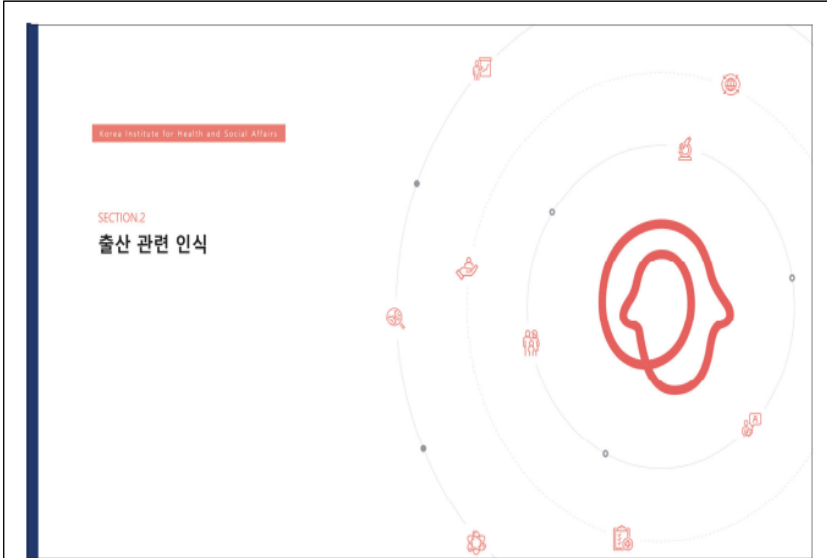 Korea Institute for Health and Social Affairs
SECTION.2
출산 관련 인식
A